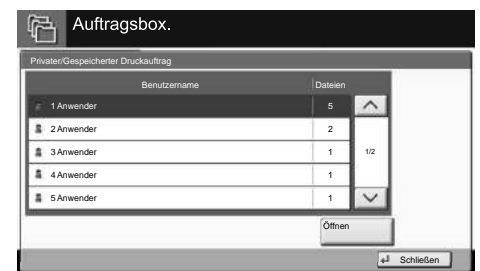 Auftragsbox.
Privater/Gespeicherter Druckauftrag
Benutzername Dateien
1 Anwender 5
2 Anwender 2
3 Anwender 1
1/2
4 Anwender 1
5 Anwender 1
Öffnen
Schließen